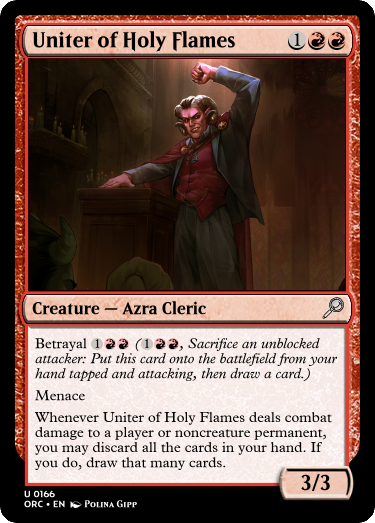 Uniter of Holy Flames 1
Creature — Azra Cleric
Betrayal 1 (1, Sacrifice an unblocked
attacker: Put this card onto the battlefield from your
hand tapped and attacking, then draw a card.)
Menace
Whenever Uniter of Holy Flames deals combat
damage to a player or noncreature permanent,
you may discard all the cards in your hand. If
you do, draw that many cards.
3/3
U 0166
ORC • EN Polina Gipp